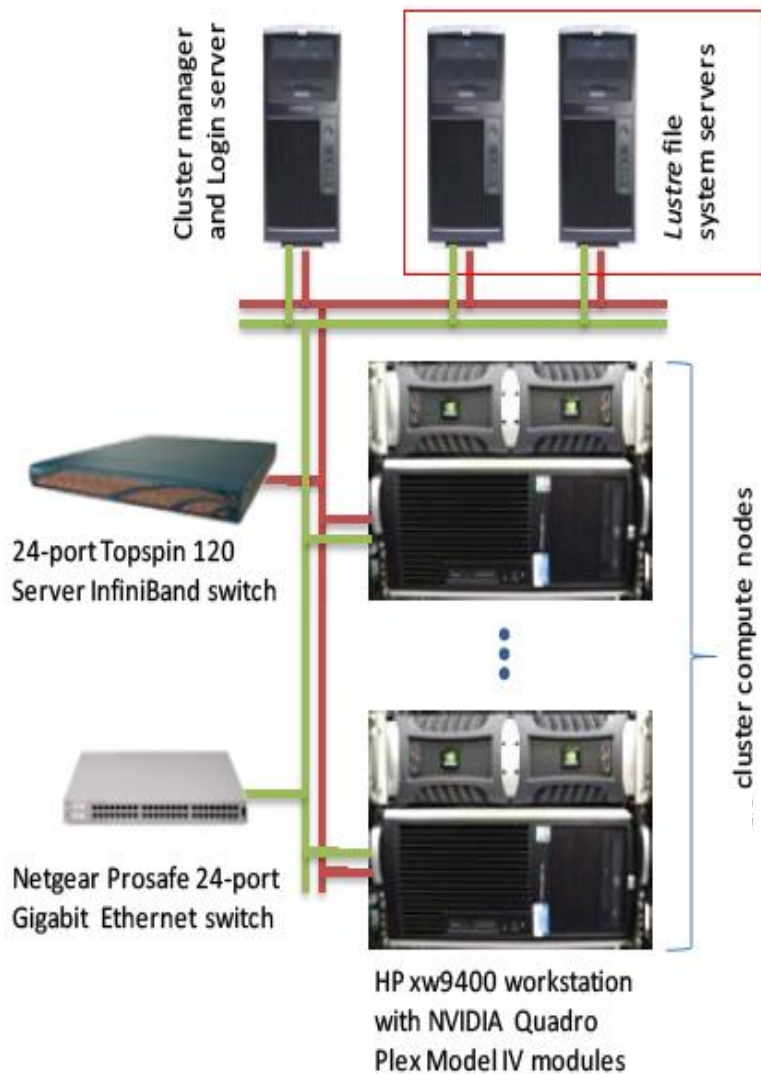 Cluster manager
and Login server
Lustre file
system servers
24-port Topspin 120
Server InfiniBand switch
cluster compute nodes
Netgear Prosafe 24-port
Gigabit Ethernet switch
HP xw9400 workstation
with NVIDIA Quadro
Plex Model IV modules